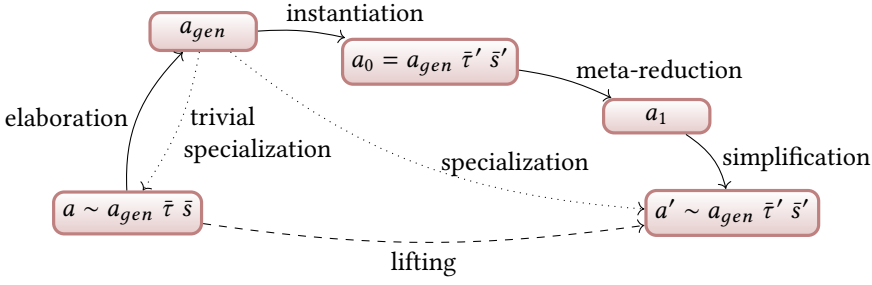 instantiation
a_gen
a_0 = a_gen τ̄′ s̄′
meta-reduction
elaboration
trivial
specialization
a_1
specialization
simplification
a ∼ a_gen τ̄ s̄
a′ ∼ a_gen τ̄′ s̄′
lifting